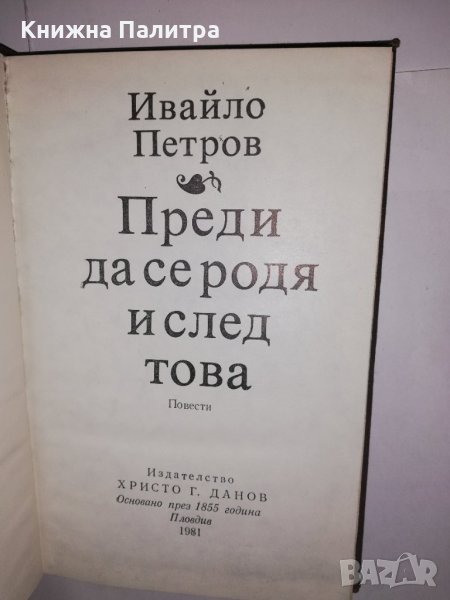 Книжна Палитра
Ивайло
Петров
Преди
да се родя
и след
това
Повести
Издателство
ХРИСТО Г. ДАНОВ
Основано през 1855 година
Пловдив
1981
BAZAR